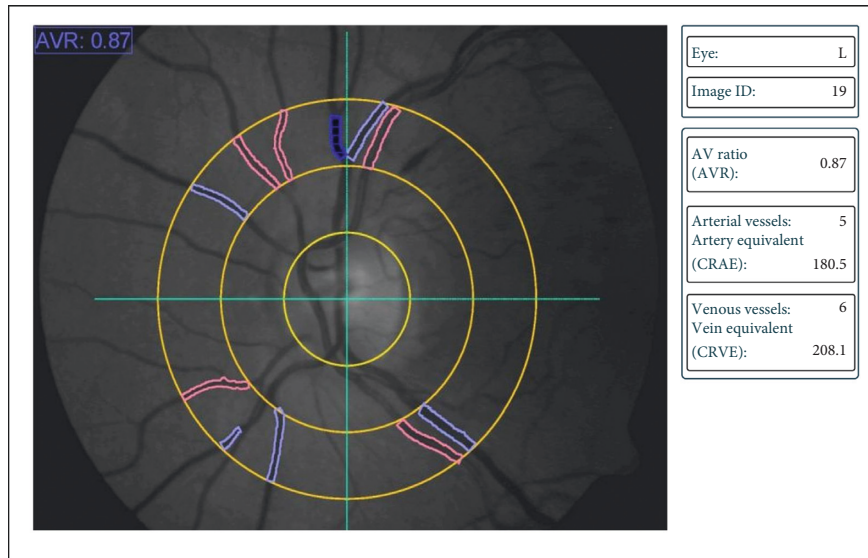 AVR: 0.87
Eye: L
Image ID: 19
AV ratio
(AVR): 0.87
Arterial vessels: 5
Artery equivalent
(CRAE): 180.5
Venous vessels: 6
Vein equivalent
(CRVE): 208.1